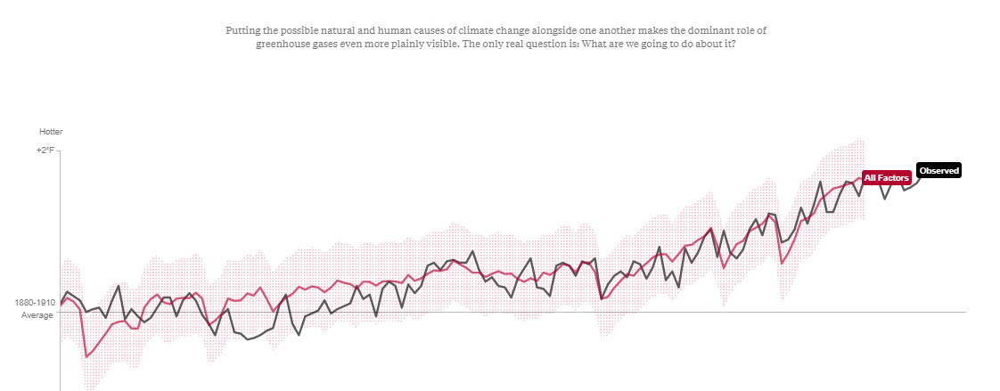 Putting the possible natural and human causes of climate change alongside one another makes the dominant role of
greenhouse gases even more plainly visible. The only real question is: What are we going to do about it?
Hotter
+2°F
All Factors
Observed
1880-1910
Average